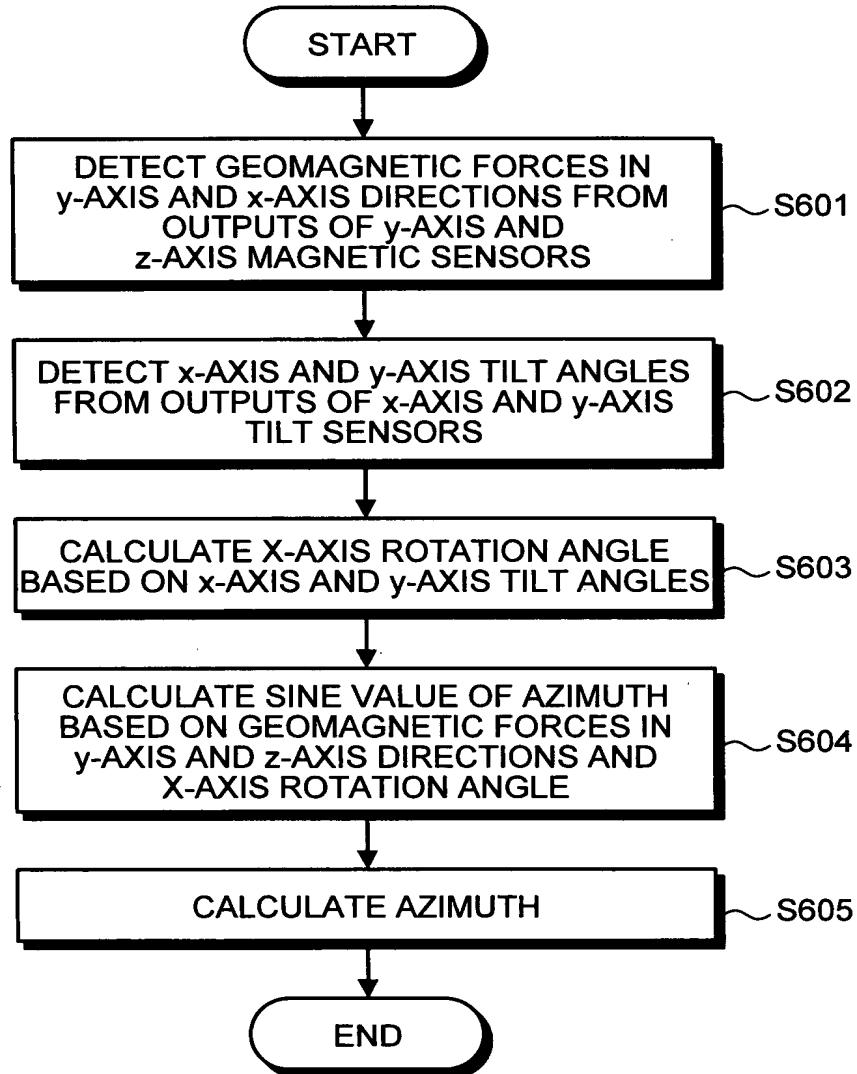 START
DETECT GEOMAGNETIC FORCES IN
y-AXIS AND x-AXIS DIRECTIONS FROM
OUTPUTS OF y-AXIS AND
z-AXIS MAGNETIC SENSORS
S601
DETECT x-AXIS AND y-AXIS TILT ANGLES
FROM OUTPUTS OF x-AXIS AND y-AXIS
TILT SENSORS
S602
CALCULATE X-AXIS ROTATION ANGLE
BASED ON x-AXIS AND y-AXIS TILT ANGLES
S603
CALCULATE SINE VALUE OF AZIMUTH
BASED ON GEOMAGNETIC FORCES IN
y-AXIS AND z-AXIS DIRECTIONS AND
X-AXIS ROTATION ANGLE
S604
CALCULATE AZIMUTH
S605
END